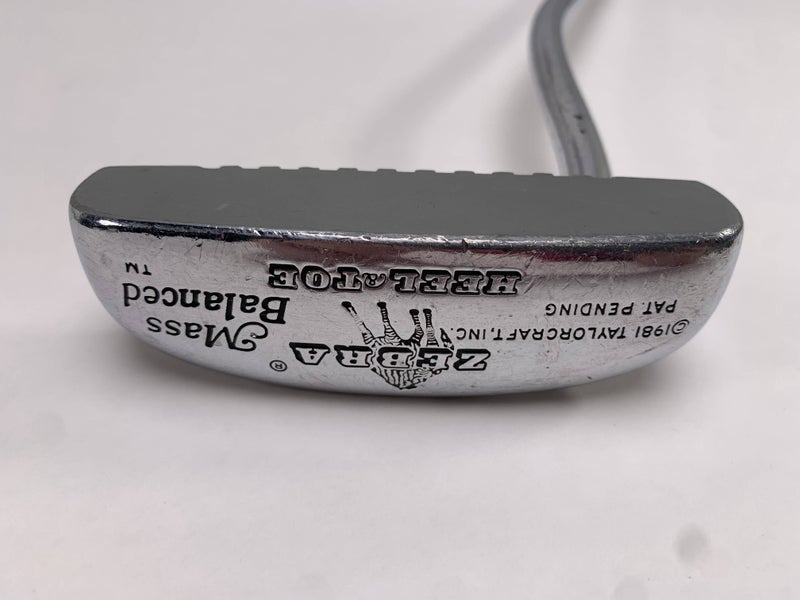 ZEBRA®
©1981 TAYLORCRAFT, INC.
PAT. PENDING
Mass
Balanced
TM
HEEL & TOE